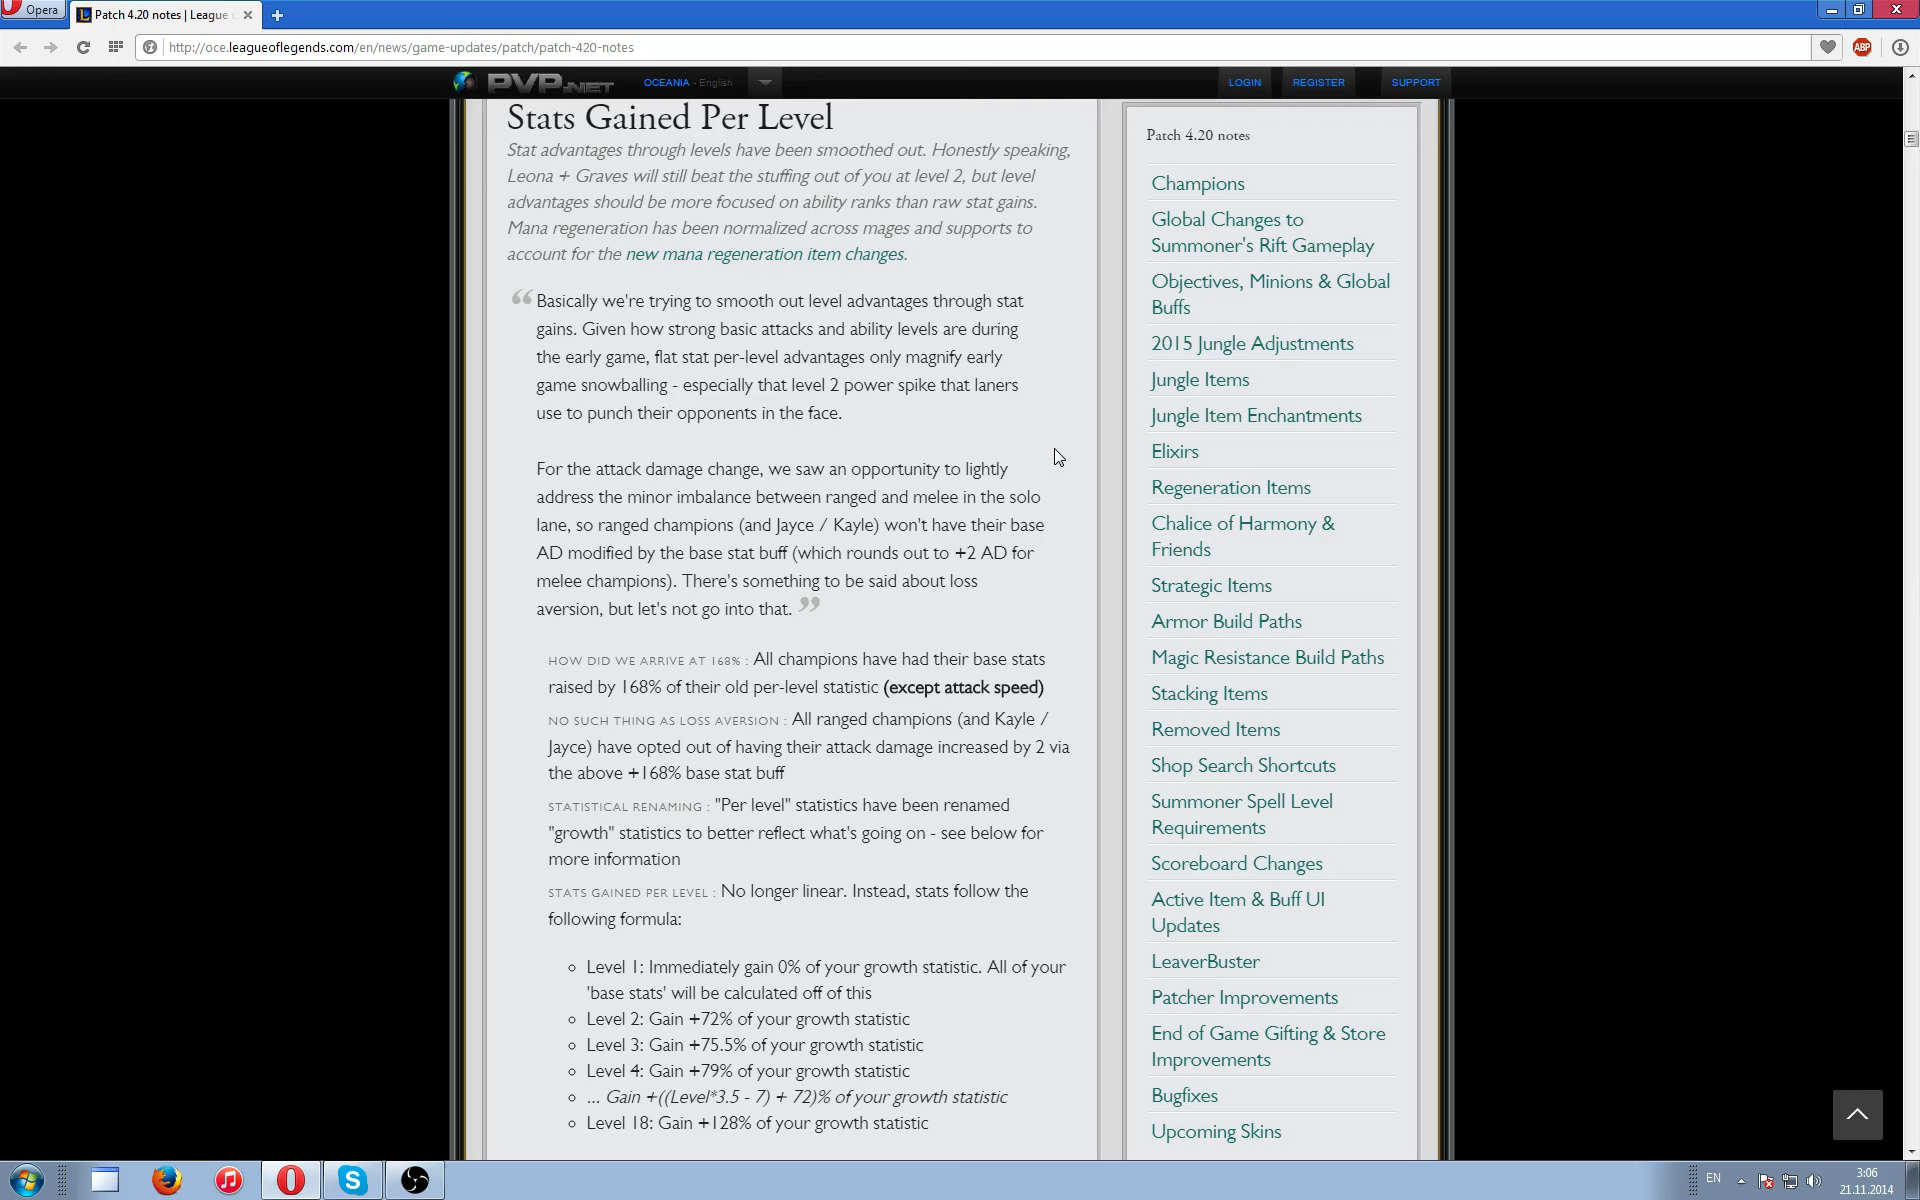 Opera
Patch 4.20 notes | League o
http://oce.leagueoflegends.com/en/news/game-updates/patch/patch-420-notes
ABP
PVP.NET
OCEANIA - English
LOGIN
REGISTER
SUPPORT
Stats Gained Per Level
Stat advantages through levels have been smoothed out. Honestly speaking,
Leona + Graves will still beat the stuffing out of you at level 2, but level
advantages should be more focused on ability ranks than raw stat gains.
Mana regeneration has been normalized across mages and supports to
account for the new mana regeneration item changes.
“ Basically we're trying to smooth out level advantages through stat
gains. Given how strong basic attacks and ability levels are during
the early game, flat stat per-level advantages only magnify early
game snowballing - especially that level 2 power spike that laners
use to punch their opponents in the face.
For the attack damage change, we saw an opportunity to lightly
address the minor imbalance between ranged and melee in the solo
lane, so ranged champions (and Jayce / Kayle) won't have their base
AD modified by the base stat buff (which rounds out to +2 AD for
melee champions). There's something to be said about loss
aversion, but let's not go into that. ”
HOW DID WE ARRIVE AT 168% : All champions have had their base stats
raised by 168% of their old per-level statistic (except attack speed)
NO SUCH THING AS LOSS AVERSION : All ranged champions (and Kayle /
Jayce) have opted out of having their attack damage increased by 2 via
the above +168% base stat buff
STATISTICAL RENAMING : "Per level" statistics have been renamed
"growth" statistics to better reflect what's going on - see below for
more information
STATS GAINED PER LEVEL : No longer linear. Instead, stats follow the
following formula:
Level 1: Immediately gain 0% of your growth statistic. All of your
'base stats' will be calculated off of this
Level 2: Gain +72% of your growth statistic
Level 3: Gain +75.5% of your growth statistic
Level 4: Gain +79% of your growth statistic
... Gain +((Level*3.5 - 7) + 72)% of your growth statistic
Level 18: Gain +128% of your growth statistic
Patch 4.20 notes
Champions
Global Changes to
Summoner's Rift Gameplay
Objectives, Minions & Global
Buffs
2015 Jungle Adjustments
Jungle Items
Jungle Item Enchantments
Elixirs
Regeneration Items
Chalice of Harmony &
Friends
Strategic Items
Armor Build Paths
Magic Resistance Build Paths
Stacking Items
Removed Items
Shop Search Shortcuts
Summoner Spell Level
Requirements
Scoreboard Changes
Active Item & Buff UI
Updates
LeaverBuster
Patcher Improvements
End of Game Gifting & Store
Improvements
Bugfixes
Upcoming Skins
EN
3:06
21.11.2014